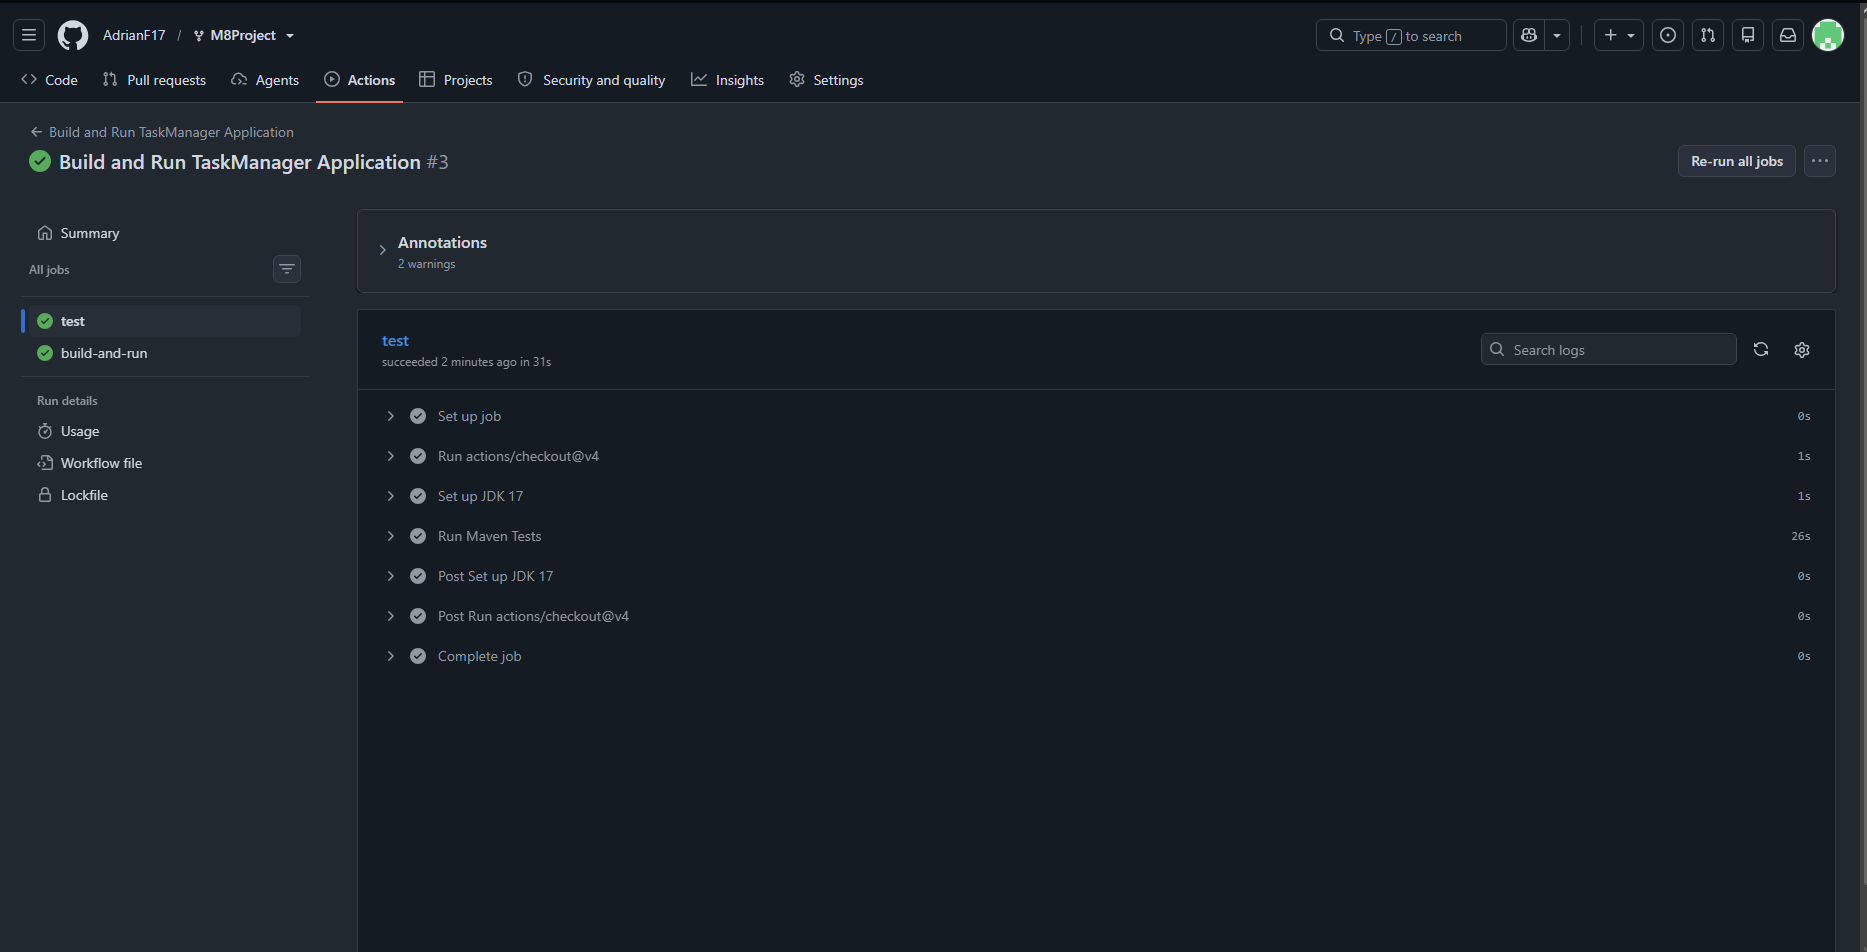 AdrianF17 / M8Project
Type / to search
Code Pull requests Agents Actions Projects Security and quality Insights Settings
Build and Run TaskManager Application
Build and Run TaskManager Application #3
Re-run all jobs
Summary
All jobs
test
build-and-run
Run details
Usage
Workflow file
Lockfile
Annotations
2 warnings
test
succeeded 2 minutes ago in 31s
Search logs
Set up job 0s
Run actions/checkout@v4 1s
Set up JDK 17 1s
Run Maven Tests 26s
Post Set up JDK 17 0s
Post Run actions/checkout@v4 0s
Complete job 0s